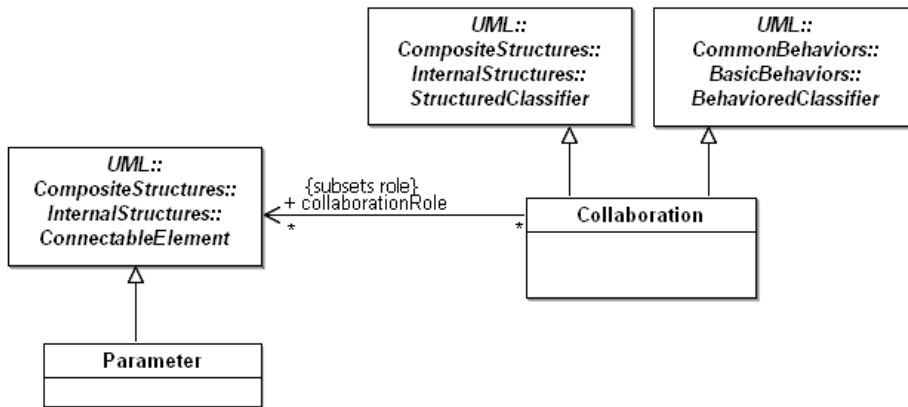 UML::
CompositeStructures::
InternalStructures::
StructuredClassifier
UML::
CommonBehaviors::
BasicBehaviors::
BehavioredClassifier
UML::
CompositeStructures::
InternalStructures::
ConnectableElement
{subsets role}
+ collaborationRole
*
*
Collaboration
Parameter